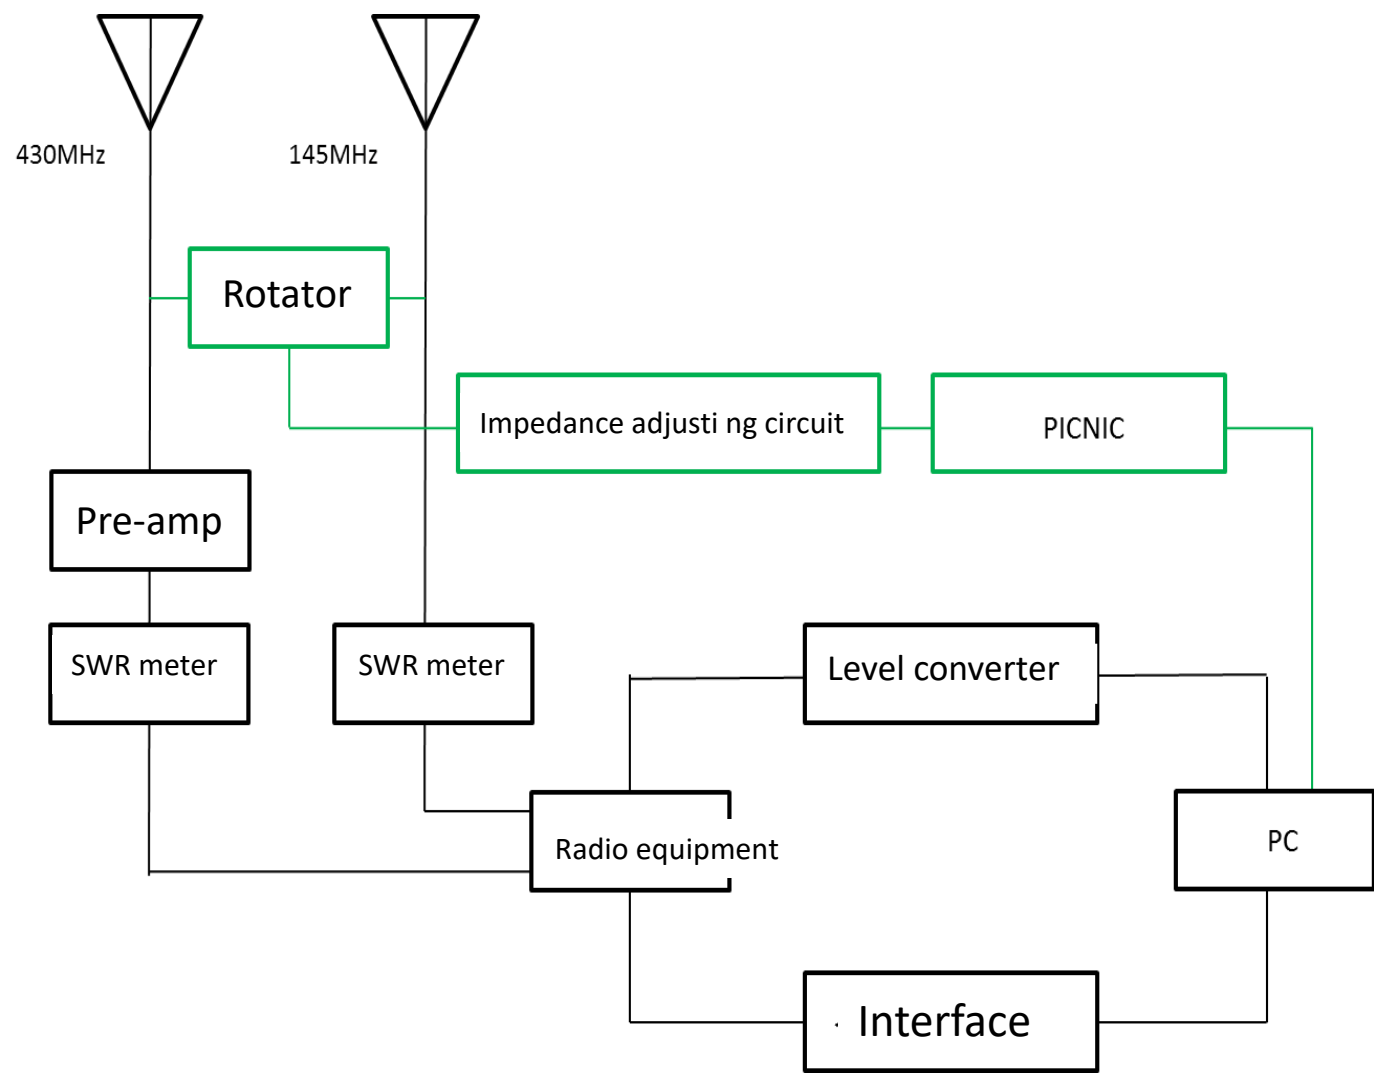 430MHz
145MHz
Rotator
Impedance adjusti ng circuit
PICNIC
Pre-amp
SWR meter
SWR meter
Level converter
Radio equipment
PC
Interface